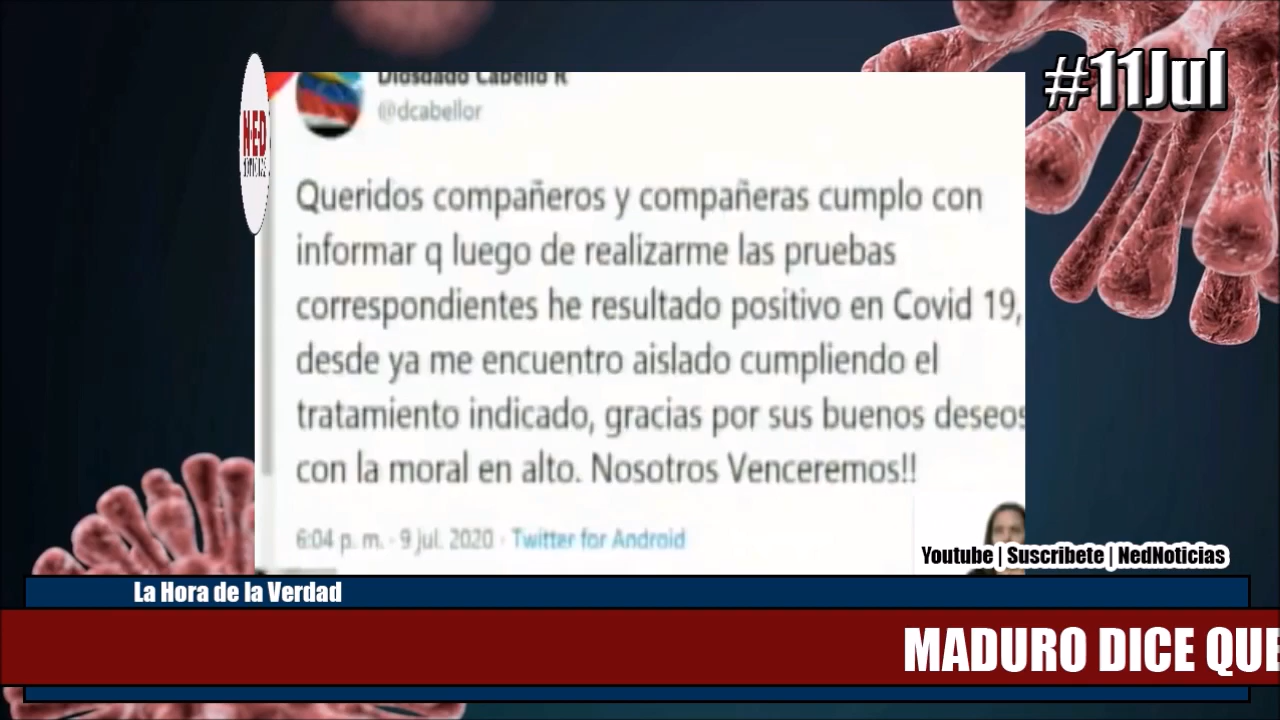 #11Jul
Diosdado Cabello R
@dcabellor
NED
Queridos compañeros y compañeras cumplo con
informar q luego de realizarme las pruebas
correspondientes he resultado positivo en Covid 19,
desde ya me encuentro aislado cumpliendo el
tratamiento indicado, gracias por sus buenos deseos
con la moral en alto. Nosotros Venceremos!!
6:04 p. m. · 9 jul. 2020 · Twitter for Android
Youtube | Suscribete | NedNoticias
La Hora de la Verdad
MADURO DICE QUE